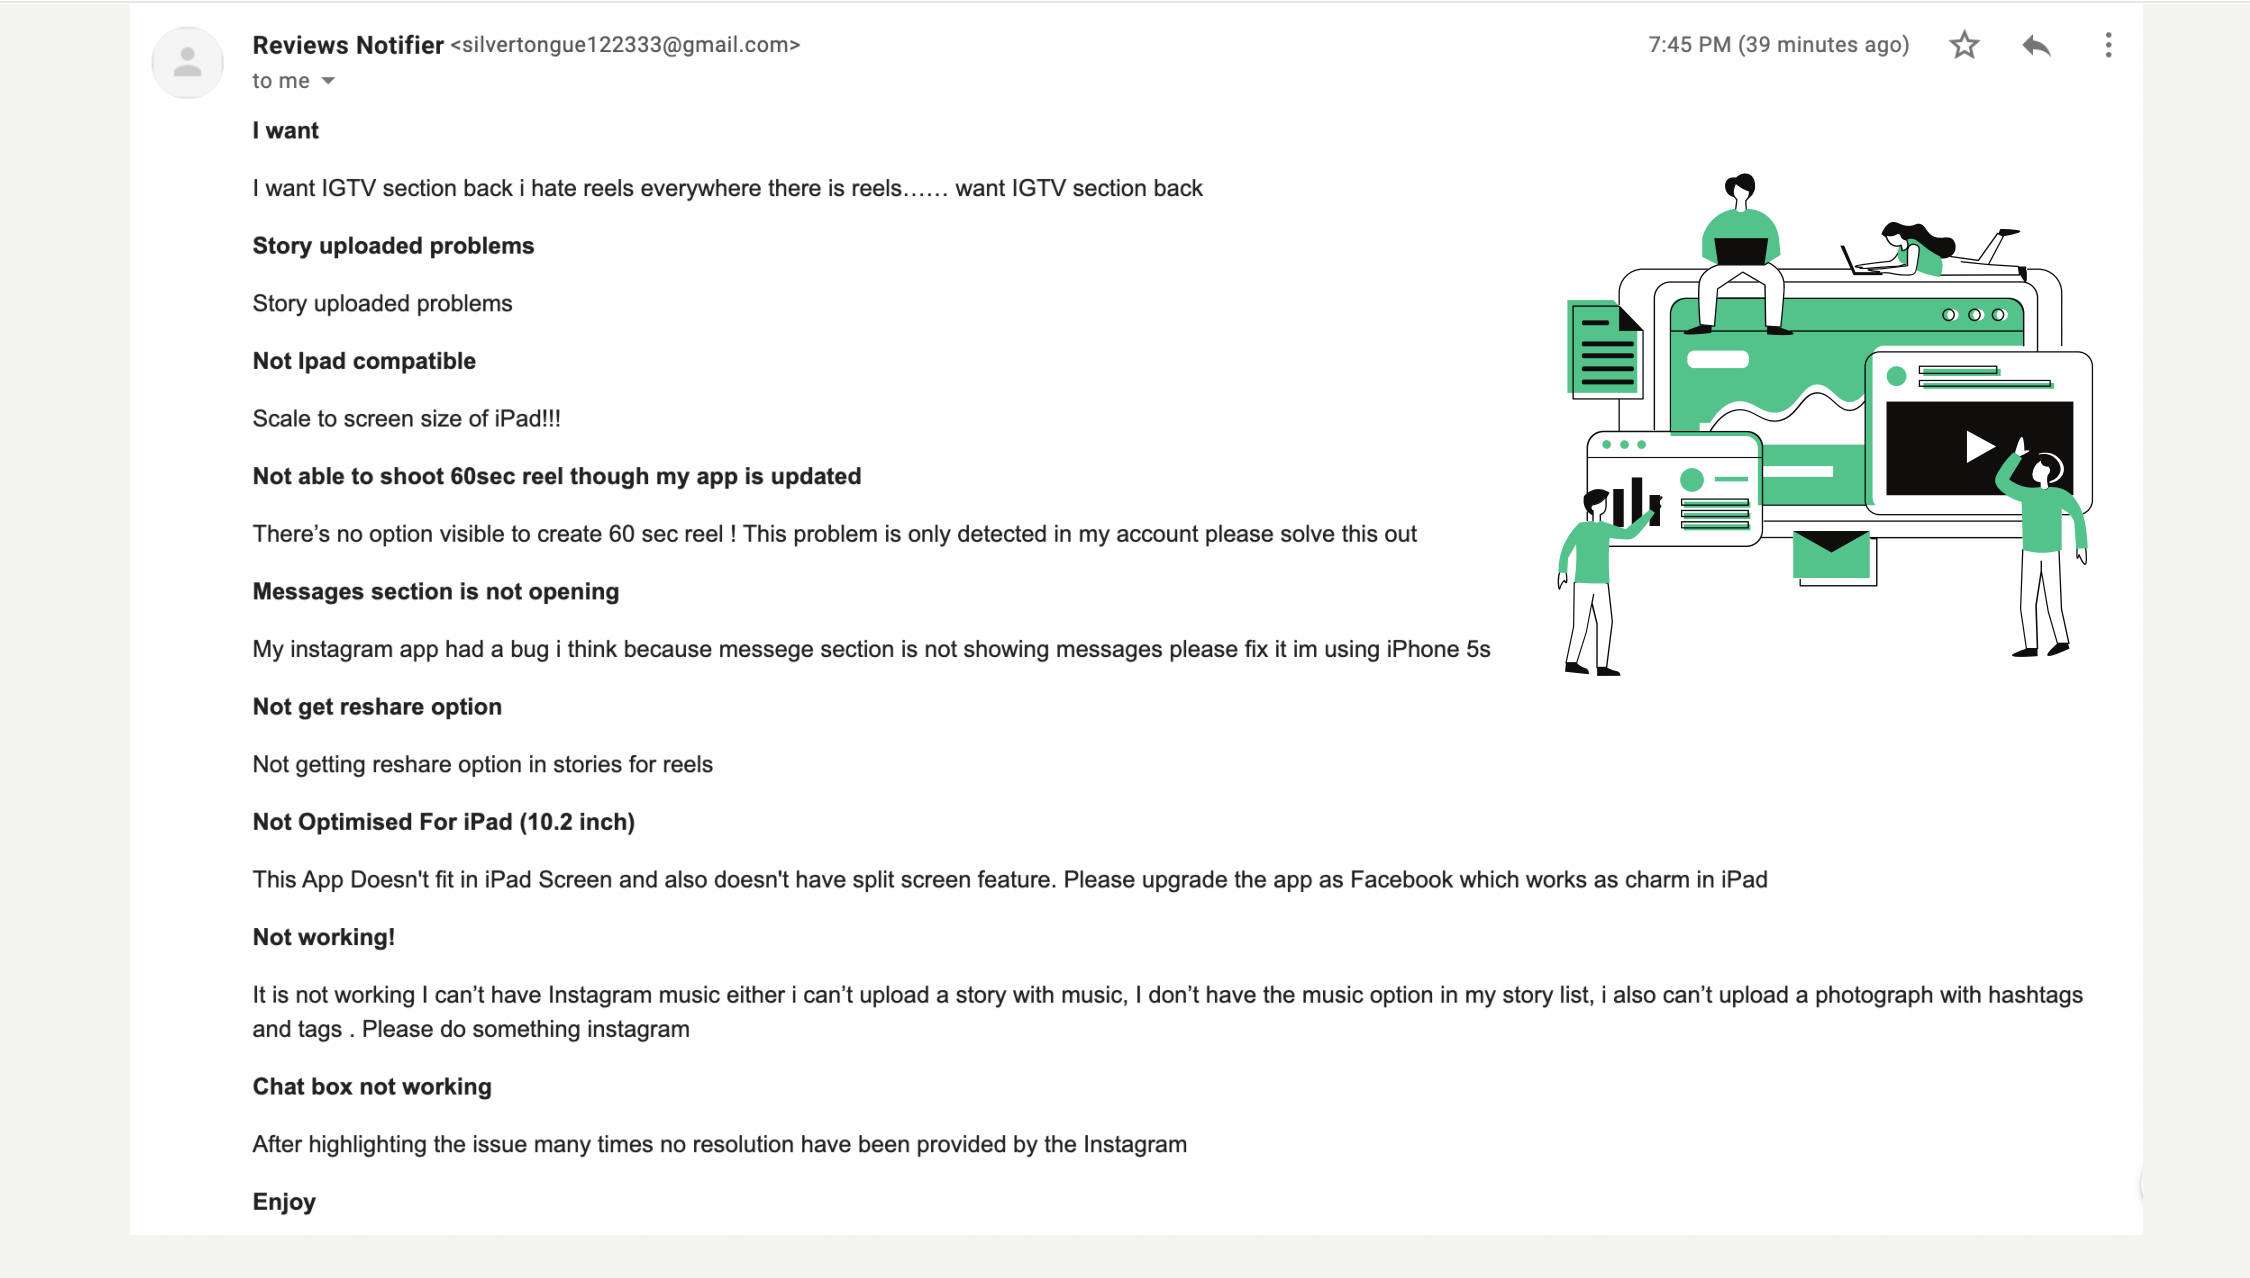 Reviews Notifier <silvertongue122333@gmail.com>
7:45 PM (39 minutes ago)
to me
I want
I want IGTV section back i hate reels everywhere there is reels…… want IGTV section back
Story uploaded problems
Story uploaded problems
Not Ipad compatible
Scale to screen size of iPad!!!
Not able to shoot 60sec reel though my app is updated
There’s no option visible to create 60 sec reel ! This problem is only detected in my account please solve this out
Messages section is not opening
My instagram app had a bug i think because messege section is not showing messages please fix it im using iPhone 5s
Not get reshare option
Not getting reshare option in stories for reels
Not Optimised For iPad (10.2 inch)
This App Doesn't fit in iPad Screen and also doesn't have split screen feature. Please upgrade the app as Facebook which works as charm in iPad
Not working!
It is not working I can’t have Instagram music either i can’t upload a story with music, I don’t have the music option in my story list, i also can’t upload a photograph with hashtags
and tags . Please do something instagram
Chat box not working
After highlighting the issue many times no resolution have been provided by the Instagram
Enjoy